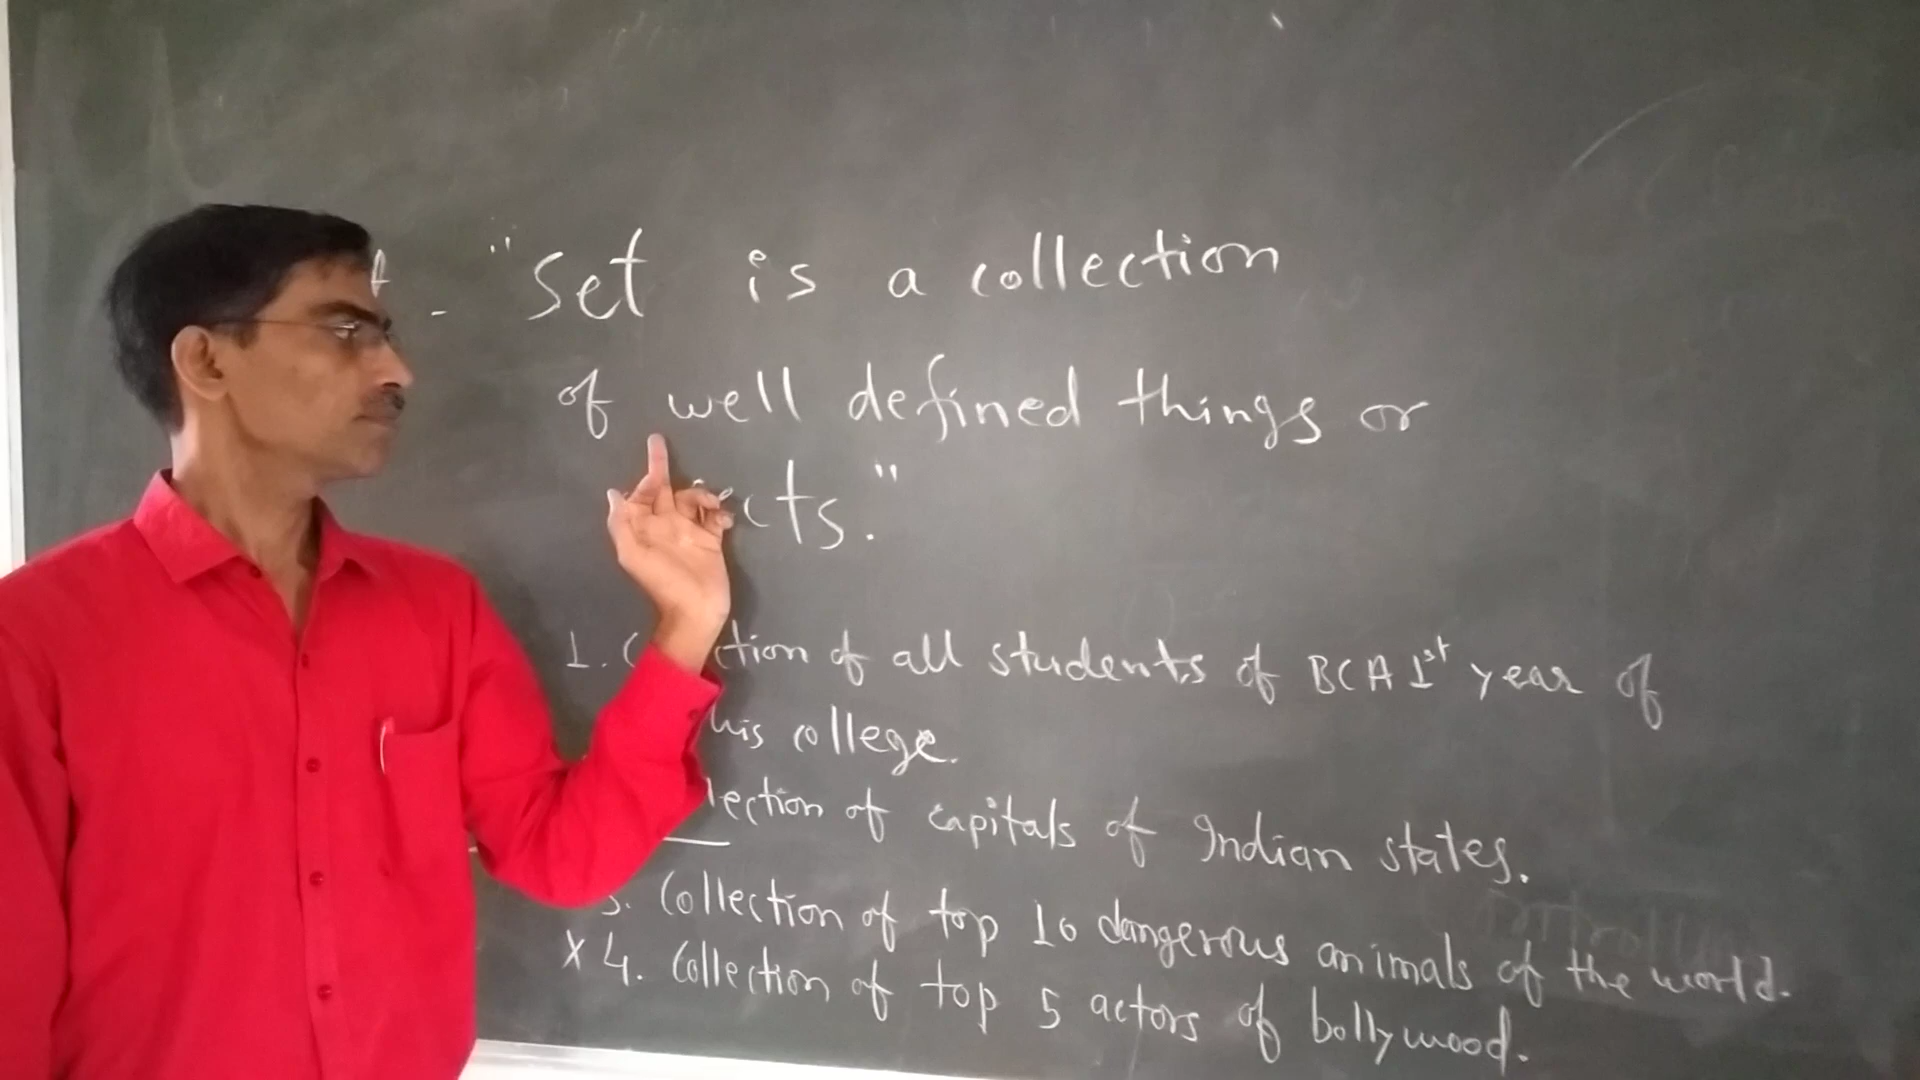 - "Set is a collection
of well defined things or
cts."
1. C ction of all students of BCA 1st year of
his college.
lection of capitals of Indian states.
3. Collection of top 10 dangerous animals of the world.
X 4. Collection of top 5 actors of bollywood.